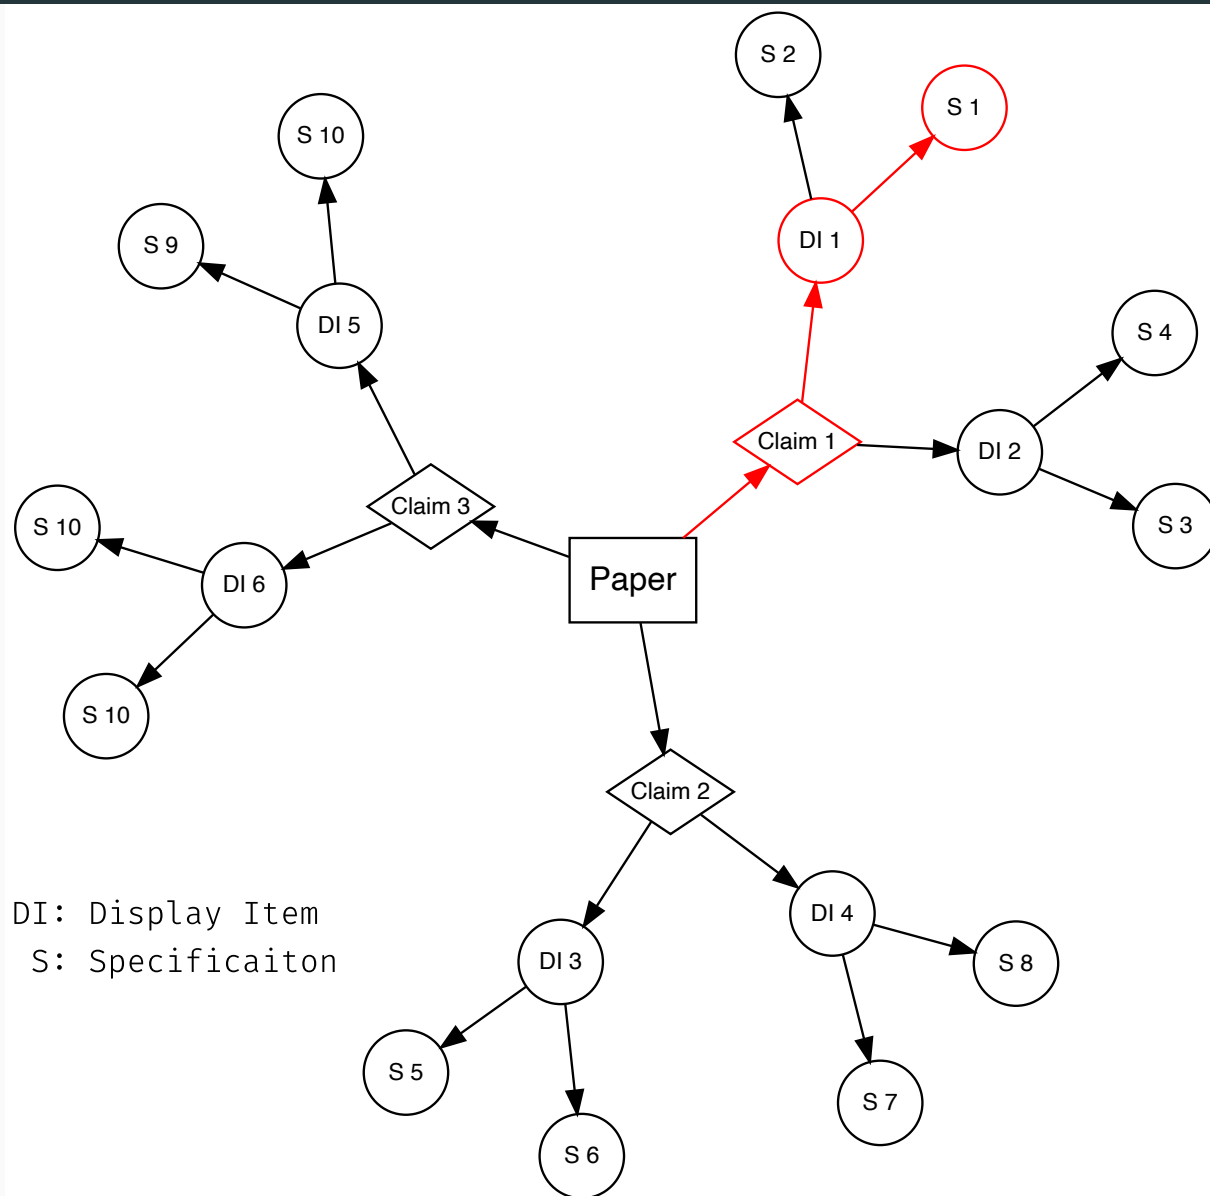 S 2
S 1
S 10
S 9
DI 1
DI 5
S 4
Claim 1
DI 2
Claim 3
S 10
S 3
Paper
DI 6
S 10
Claim 2
DI: Display Item
DI 4
S: Specificaiton
DI 3
S 8
S 5
S 7
S 6